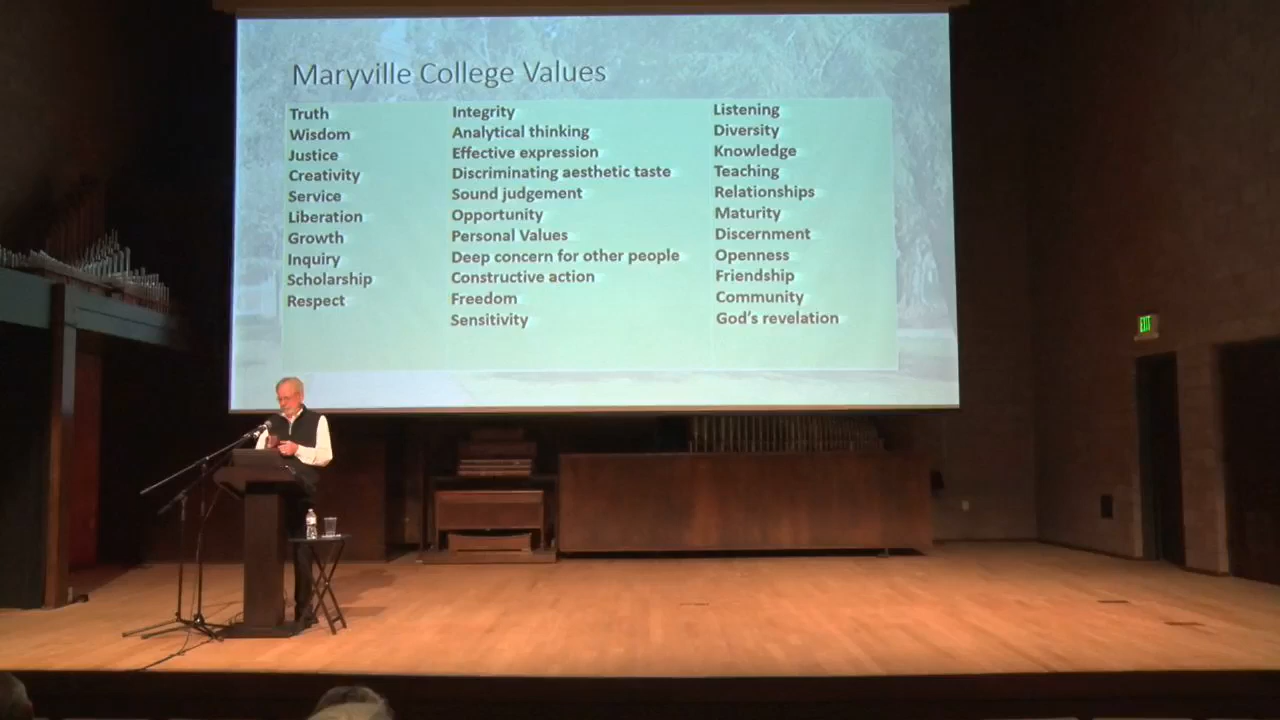 Maryville College Values
Truth
Wisdom
Justice
Creativity
Service
Liberation
Growth
Inquiry
Scholarship
Respect
Integrity
Analytical thinking
Effective expression
Discriminating aesthetic taste
Sound judgement
Opportunity
Personal Values
Deep concern for other people
Constructive action
Freedom
Sensitivity
Listening
Diversity
Knowledge
Teaching
Relationships
Maturity
Discernment
Openness
Friendship
Community
God's revelation
EXIT